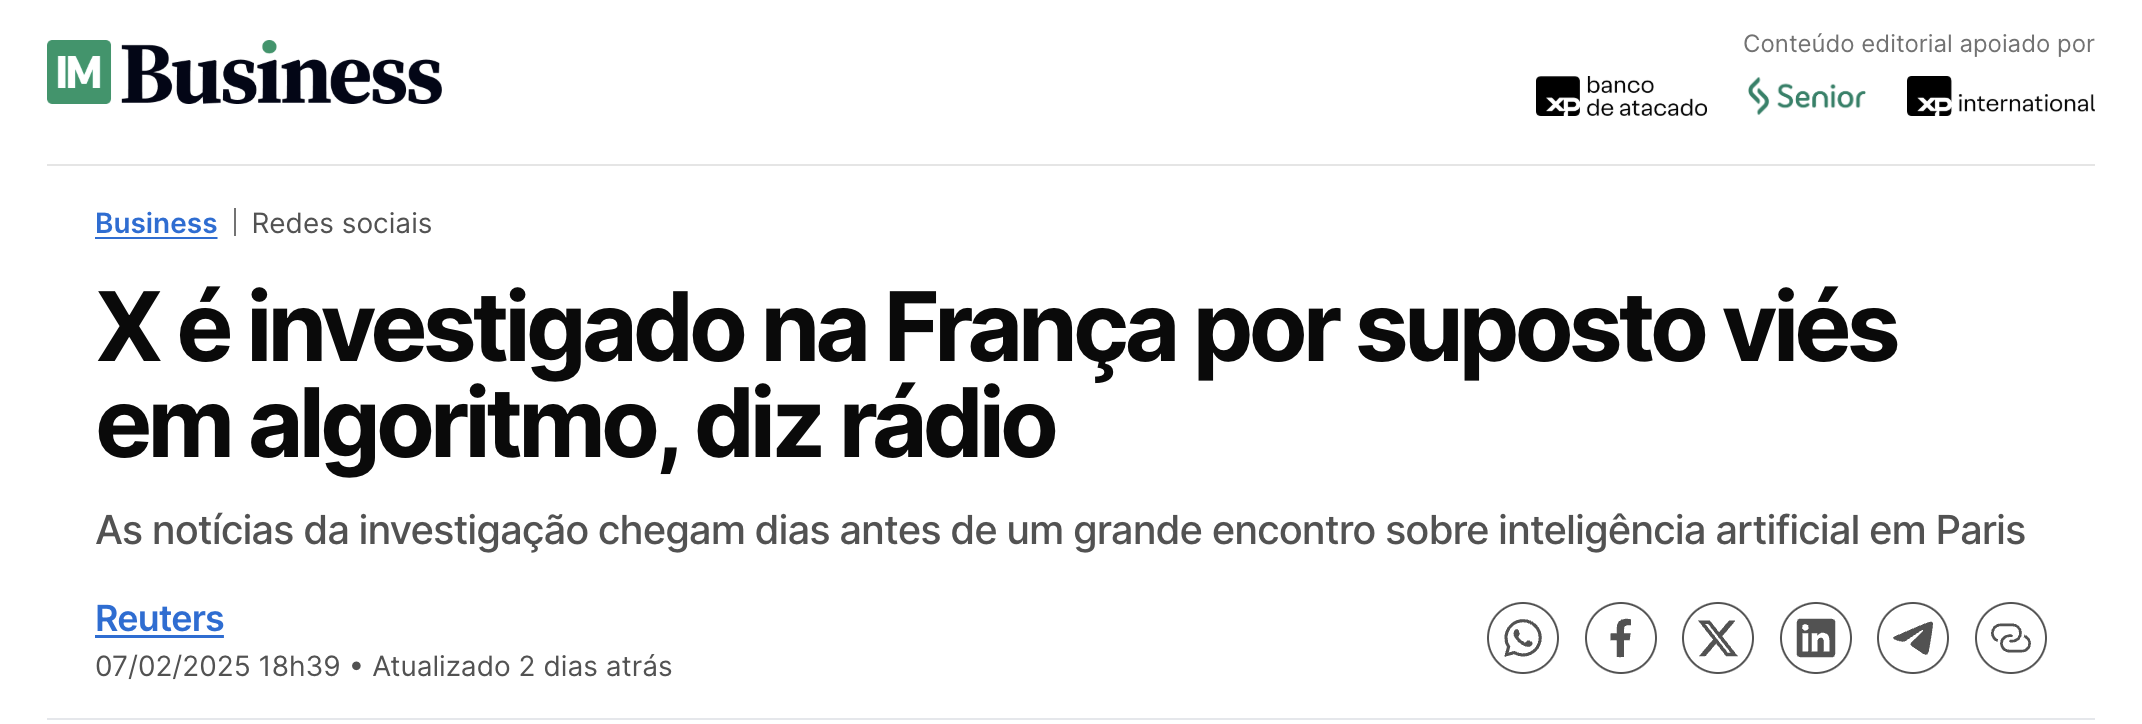 IM Business
Conteúdo editorial apoiado por
xp banco
de atacado
Senior
xp international
Business | Redes sociais
X é investigado na França por suposto viés
em algoritmo, diz rádio
As notícias da investigação chegam dias antes de um grande encontro sobre inteligência artificial em Paris
Reuters
07/02/2025 18h39 • Atualizado 2 dias atrás